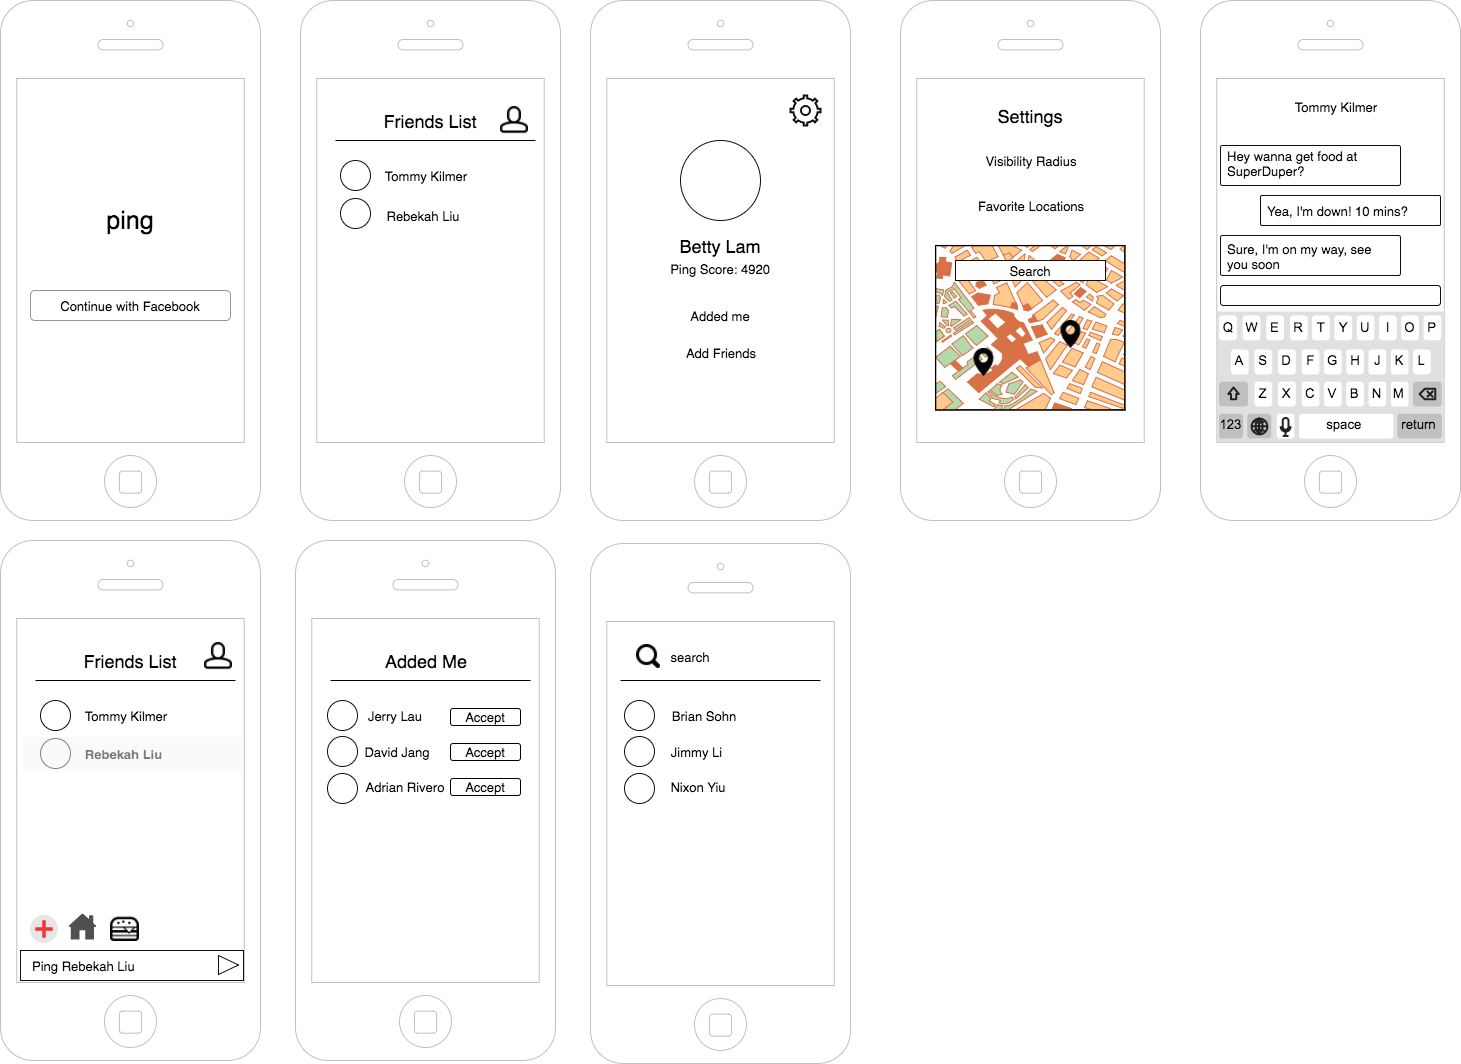 ping
Continue with Facebook
Friends List
Tommy Kilmer
Rebekah Liu
Betty Lam
Ping Score: 4920
Added me
Add Friends
Settings
Visibility Radius
Favorite Locations
Search
Tommy Kilmer
Hey wanna get food at
SuperDuper?
Yea, I'm down! 10 mins?
Sure, I'm on my way, see
you soon
Q W E R T Y U I O P
A S D F G H J K L
Z X C V B N M
123 space return
Friends List
Tommy Kilmer
Rebekah Liu
Ping Rebekah Liu
Added Me
Jerry Lau Accept
David Jang Accept
Adrian Rivero Accept
search
Brian Sohn
Jimmy Li
Nixon Yiu